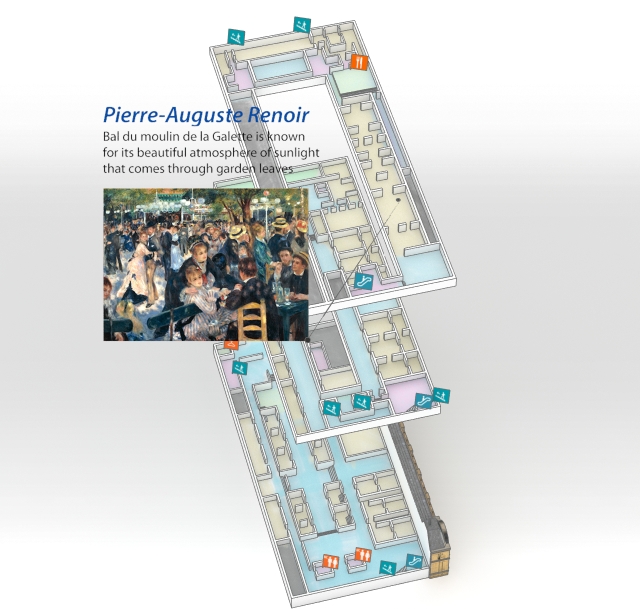 Pierre-Auguste Renoir
Bal du moulin de la Galette is known
for its beautiful atmosphere of sunlight
that comes through garden leaves